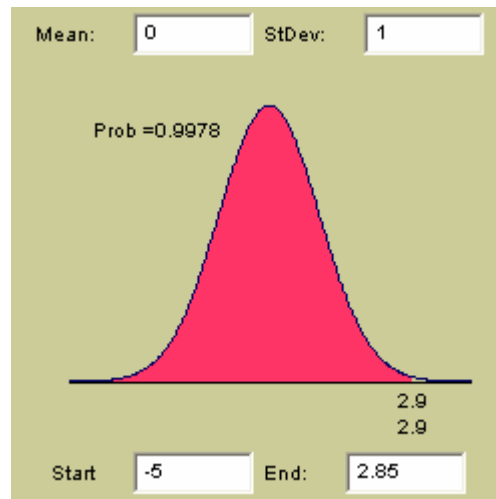 Mean: 0 StDev: 1
Prob =0.9978
2.9
2.9
Start -5 End: 2.85